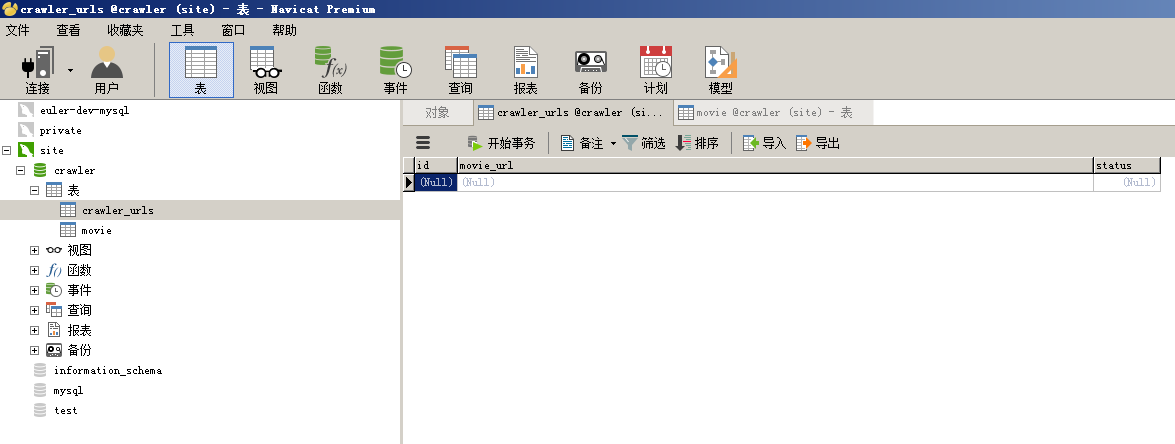 crawler_urls @crawler (site) - 表 - Navicat Premium
文件 查看 收藏夹 工具 窗口 帮助
连接 用户 表 视图 函数 事件 查询 报表 备份 计划 模型
euler-dev-mysql
private
site
crawler
表
crawler_urls
movie
视图
函数
事件
查询
报表
备份
information_schema
mysql
test
对象 crawler_urls @crawler (si... movie @crawler (site) - 表
开始事务 备注 筛选 排序 导入 导出
id movie_url status
(Null) (Null) (Null)